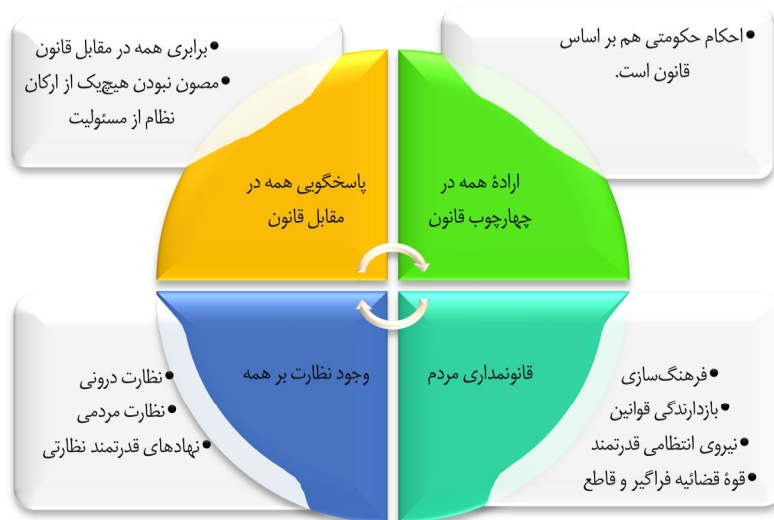 •احکام حکومتی هم بر اساس
قانون است.
•برابری همه در مقابل قانون
•مصون نبودن هیچ‌یک از ارکان
نظام از مسئولیت
ارادۀ همه در
چهارچوب قانون
پاسخگویی همه در
مقابل قانون
قانونمداری مردم
وجود نظارت بر همه
•فرهنگ‌سازی
•بازدارندگی قوانین
•نیروی انتظامی قدرتمند
•قوۀ قضائیه فراگیر و قاطع
•نظارت درونی
•نظارت مردمی
•نهادهای قدرتمند نظارتی